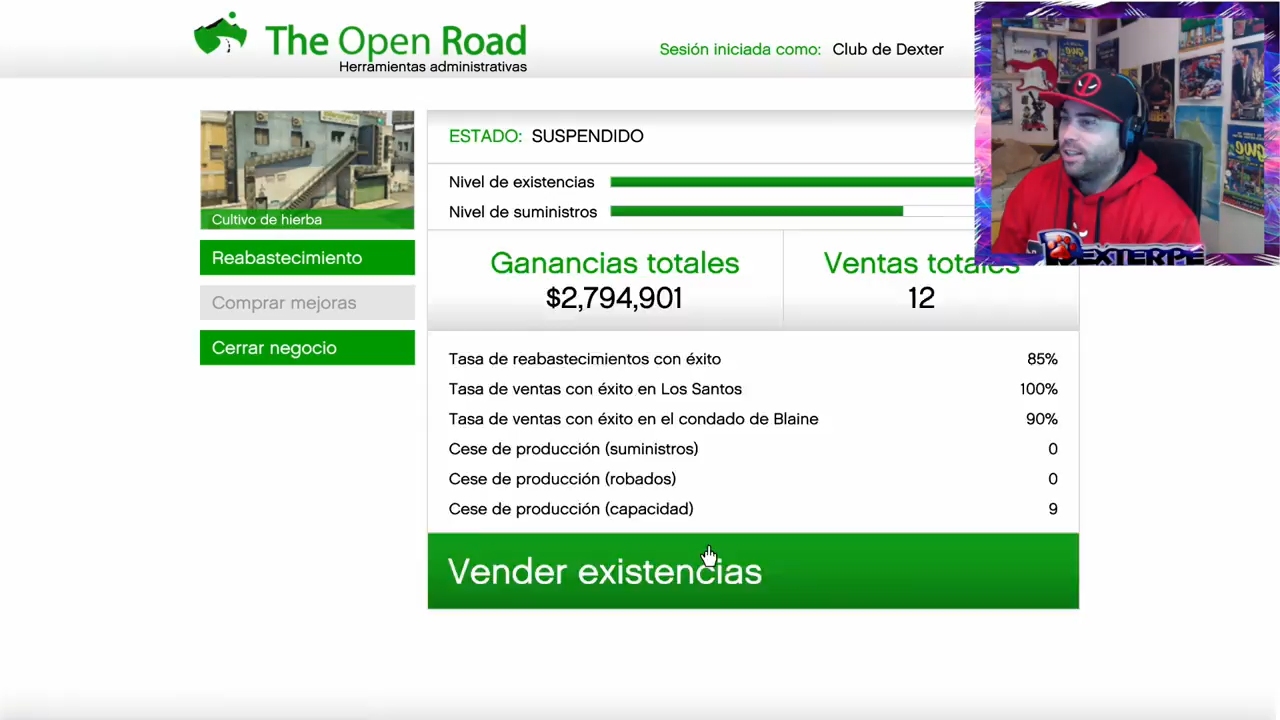 The Open Road
Herramientas administrativas
Sesión iniciada como: Club de Dexter
Cultivo de hierba
Reabastecimiento
Comprar mejoras
Cerrar negocio
ESTADO: SUSPENDIDO
Nivel de existencias
Nivel de suministros
Ganancias totales
$2,794,901
Ventas totales
12
Tasa de reabastecimientos con éxito 85%
Tasa de ventas con éxito en Los Santos 100%
Tasa de ventas con éxito en el condado de Blaine 90%
Cese de producción (suministros) 0
Cese de producción (robados) 0
Cese de producción (capacidad) 9
Vender existencias
DEXTERPE